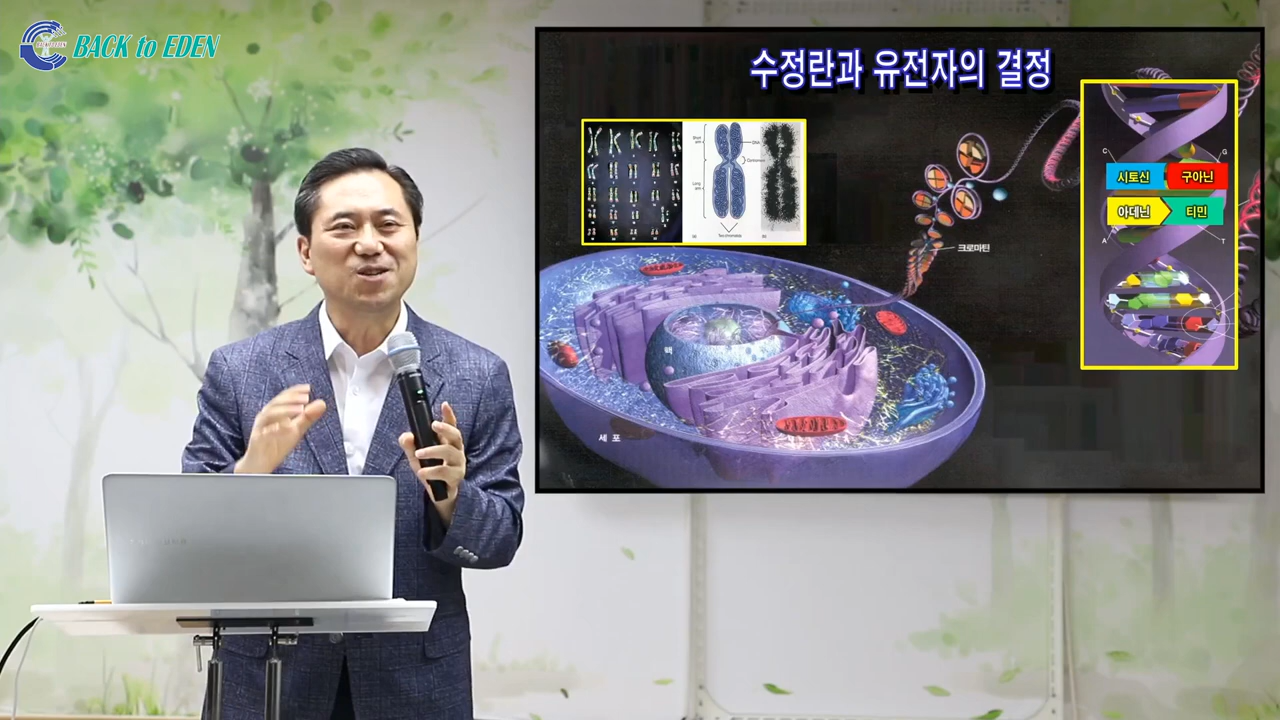 BACK to EDEN
수정란과 유전자의 결정
C
G
시토신
구아닌
아데닌
티민
A
T
크로마틴
핵
세 포